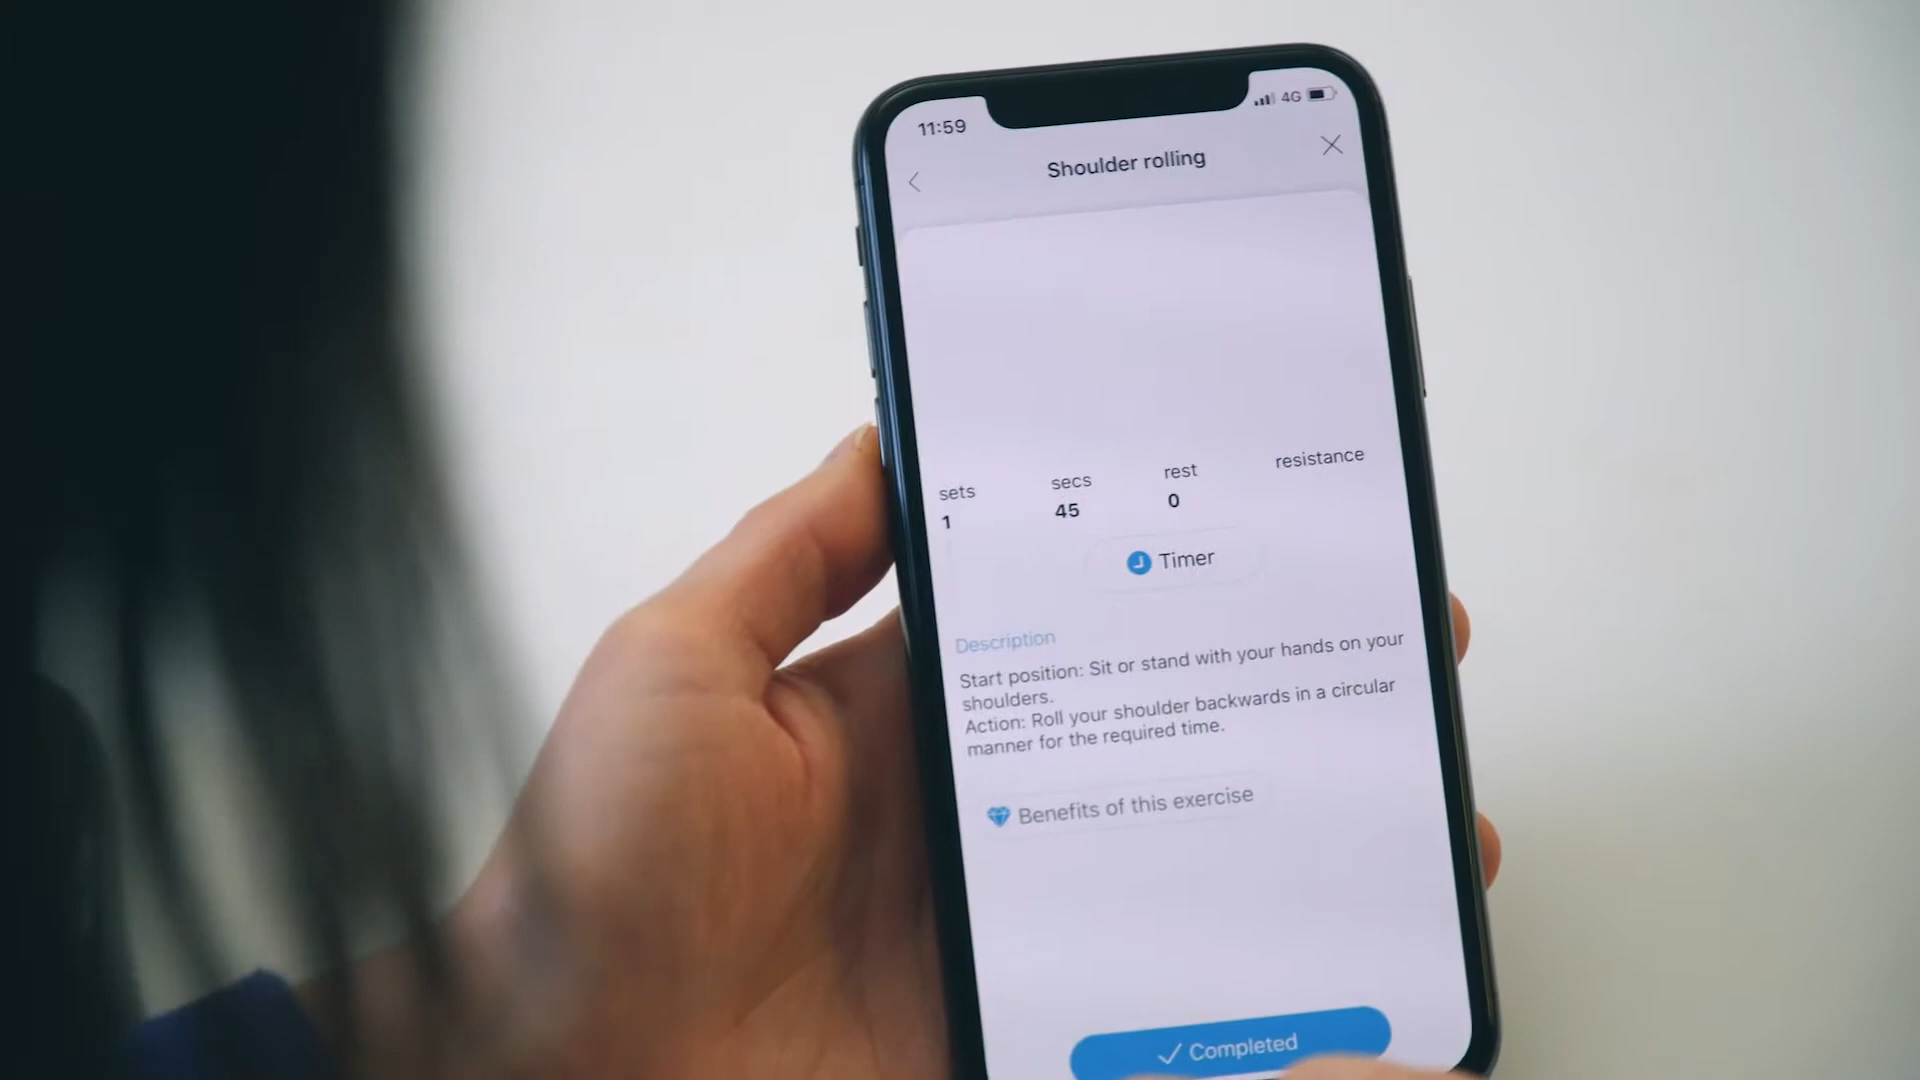 11:59
4G
Shoulder rolling
sets
secs
rest
resistance
1
45
0
Timer
Description
Start position: Sit or stand with your hands on your
shoulders.
Action: Roll your shoulder backwards in a circular
manner for the required time.
Benefits of this exercise
Completed